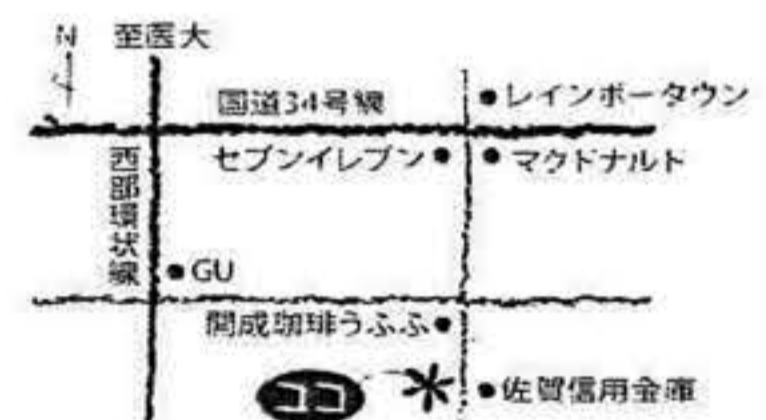 N
至医大
国道34号線
レインボータウン
セブンイレブン
マクドナルド
西部環状線
GU
開成珈琲うふふ
ココ
佐賀信用金庫